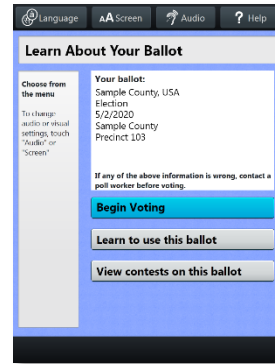 Language
AA Screen
Audio
? Help
Learn About Your Ballot
Choose from
the menu
To change
audio or visual
settings, touch
"Audio" or
"Screen"
Your ballot:
Sample County, USA
Election
5/2/2020
Sample County
Precinct 103
If any of the above information is wrong, contact a
poll worker before voting.
Begin Voting
Learn to use this ballot
View contests on this ballot